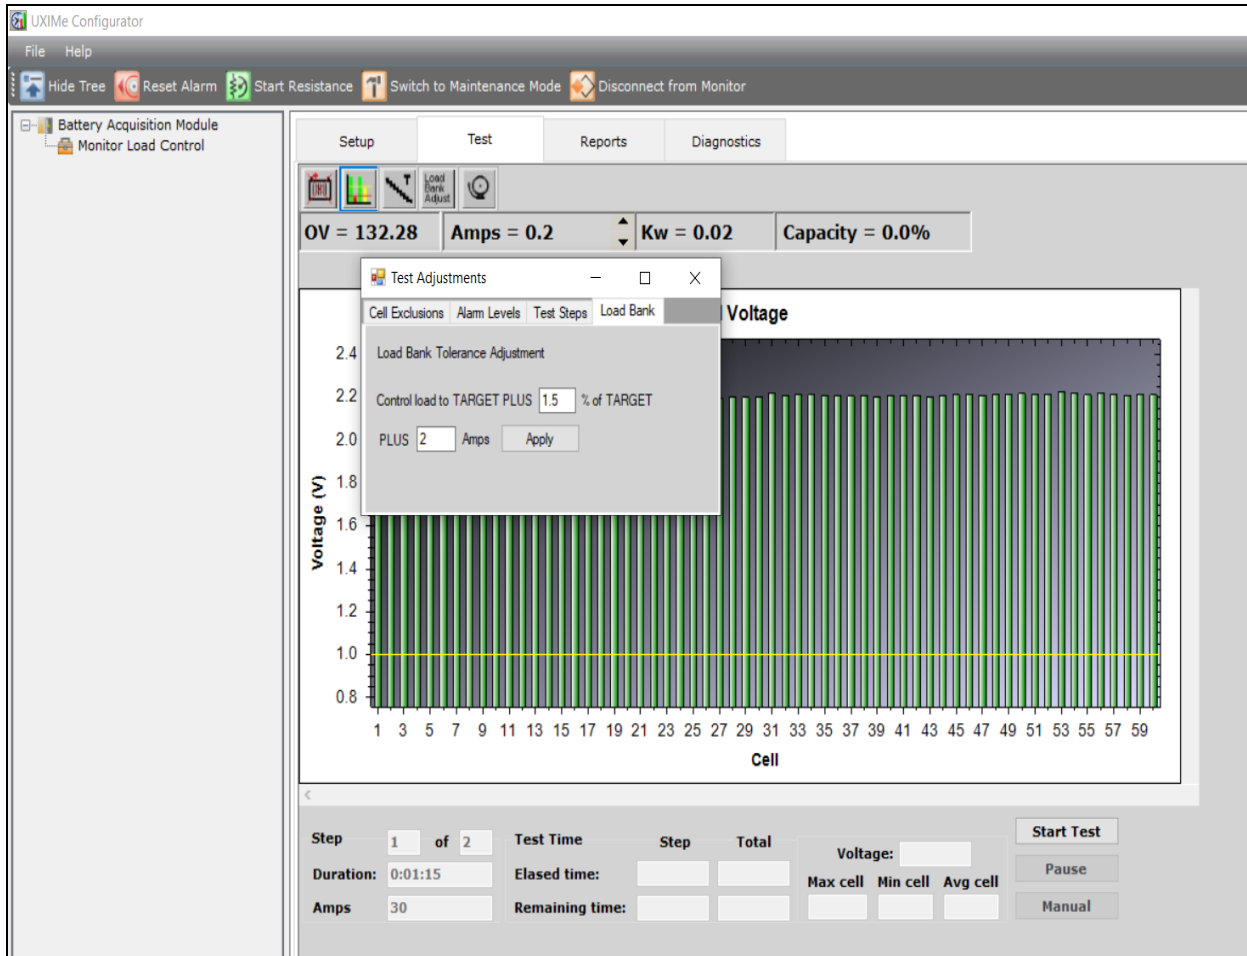 UXIMe Configurator
File Help
Hide Tree Reset Alarm Start Resistance Switch to Maintenance Mode Disconnect from Monitor
Battery Acquisition Module
Monitor Load Control
Setup Test Reports Diagnostics
T Load Bank Adjust
OV = 132.28 Amps = 0.2 Kw = 0.02 Capacity = 0.0%
Test Adjustments
Cell Exclusions Alarm Levels Test Steps Load Bank
Voltage
Load Bank Tolerance Adjustment
Control load to TARGET PLUS 1.5 % of TARGET
PLUS 2 Amps Apply
2.4
2.2
2.0
1.8
1.6
1.4
1.2
1.0
0.8
Voltage (V)
1 3 5 7 9 11 13 15 17 19 21 23 25 27 29 31 33 35 37 39 41 43 45 47 49 51 53 55 57 59
Cell
Step 1 of 2 Test Time Step Total
Duration: 0:01:15 Elased time:
Amps 30 Remaining time:
Voltage:
Max cell Min cell Avg cell
Start Test
Pause
Manual